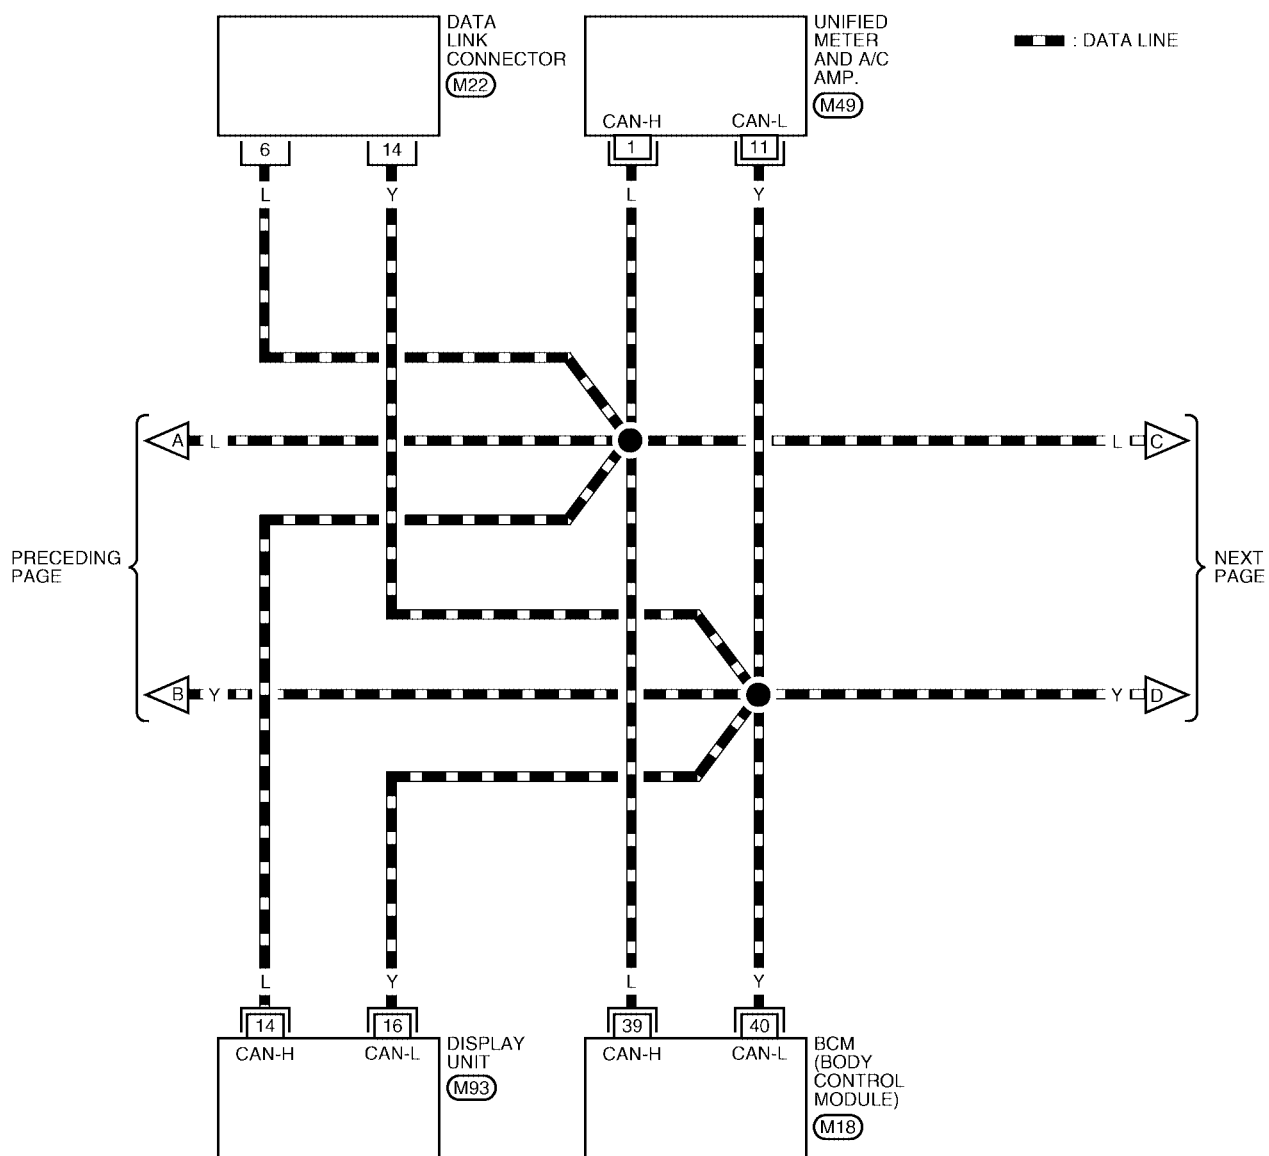 DATA
LINK
CONNECTOR
M22
UNIFIED
METER
AND A/C
AMP.
M49
: DATA LINE
CAN-H
CAN-L
6
14
1
11
L
Y
L
Y
A
L
L
C
PRECEDING
PAGE
NEXT
PAGE
B
Y
Y
D
L
Y
L
Y
14
16
39
40
CAN-H
CAN-L
DISPLAY
UNIT
M93
CAN-H
CAN-L
BCM
(BODY
CONTROL
MODULE)
M18